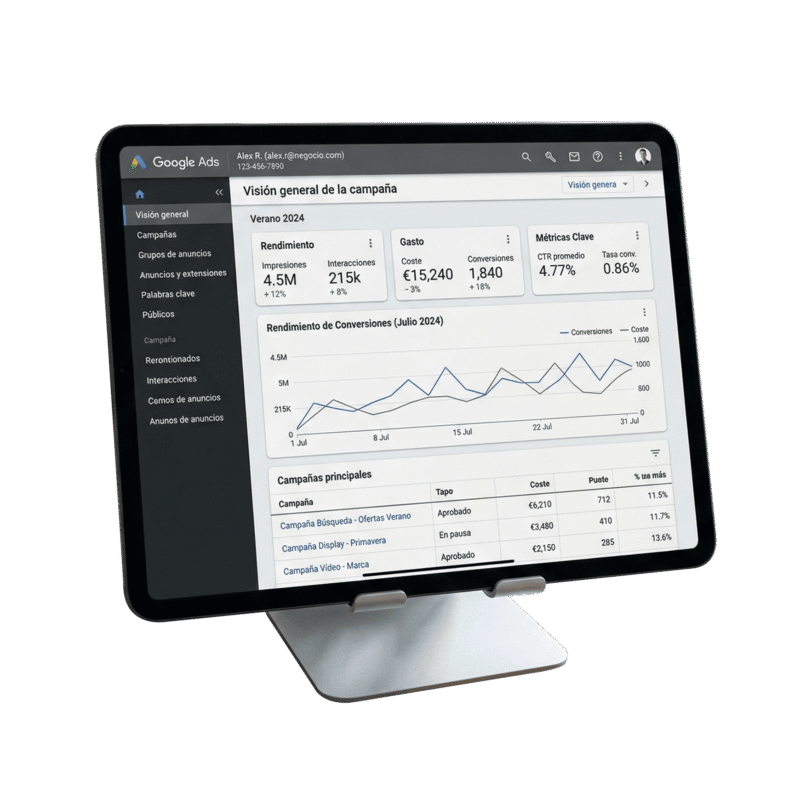 Google Ads
Alex R. (alex.r@negocio.com)
123-456-7890
Visión general
Campañas
Grupos de anuncios
Anuncios y extensiones
Palabras clave
Públicos
Campaña
Rerontionados
Interacciones
Cemos de anuncios
Anunos de anuncios
Visión general de la campaña
Visión genera
Verano 2024
Rendimiento
Impresiones Interacciones
4.5M 215k
+12% +8%
Gasto
Coste Conversiones
€15,240 1,840
-3% +18%
Métricas Clave
CTR promedio Tasa conv.
4.77% 0.86%
Rendimiento de Conversiones (Julio 2024)
Conversiones Coste
4.5M
5M
215K
0
1.600
1000
800
0
1 Jul 8 Jul 15 Jul 22 Jul 31 Jul
Campañas principales
Campaña Tapo Coste Puete % tɐe más
Campaña Búsqueda - Ofertas Verano Aprobado €6,210 712 11.5%
Campaña Display - Primavera En pausa €3,480 410 11.7%
Campaña Vídeo - Marca Aprobado €2,150 285 13.6%